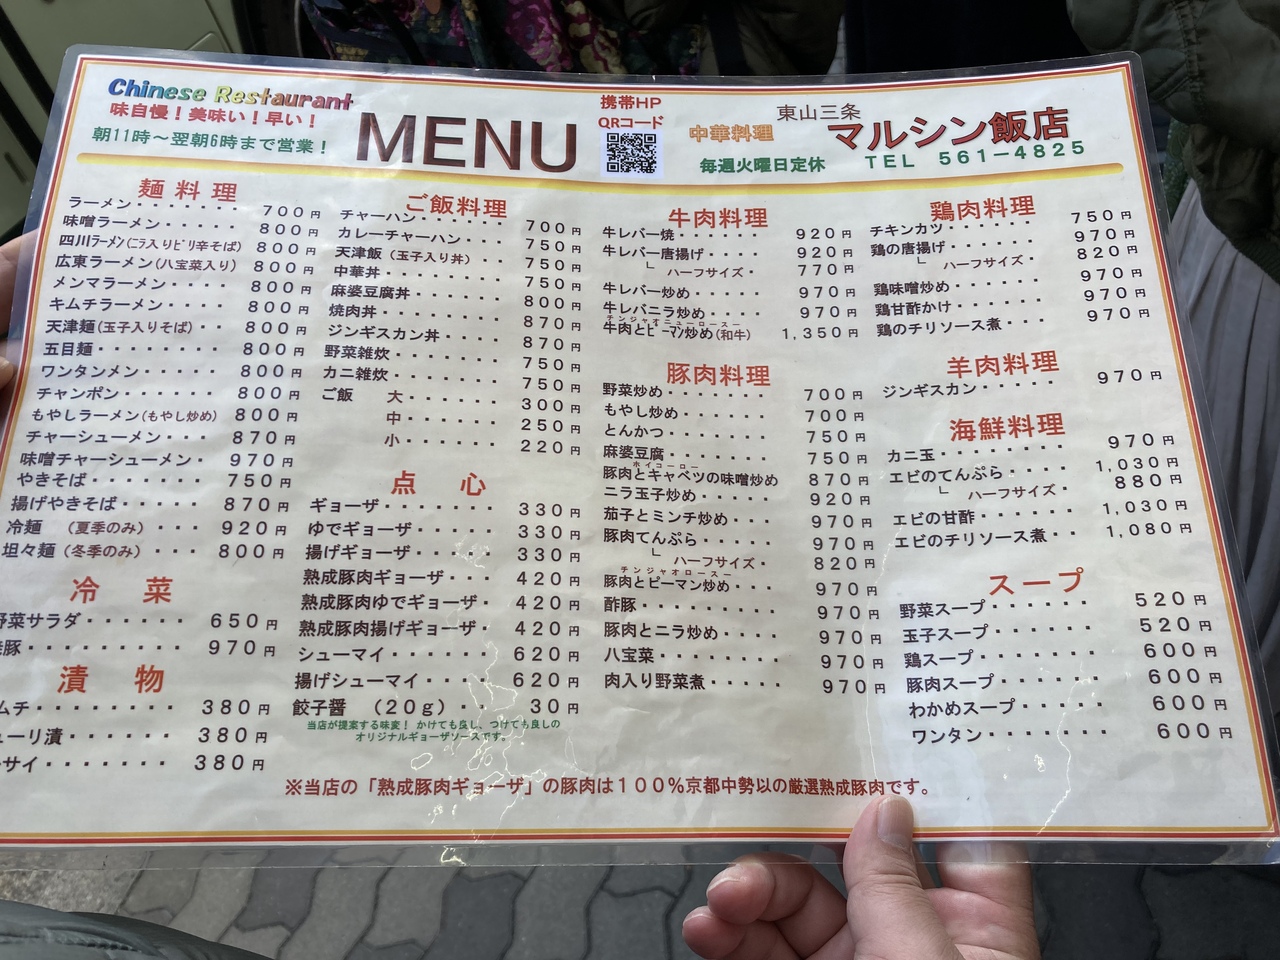 Chinese Restaurant
味自慢！美味い！早い！
朝11時～翌朝6時まで営業！
MENU
携帯HP
QRコード
中華料理
東山三条
マルシン飯店
毎週火曜日定休
TEL 561-4825
麺料理
ラーメン・・・・・・・700円
味噌ラーメン・・・・・800円
四川ラーメン(ニラ入りピリ辛そば) 800円
広東ラーメン(八宝菜入り) 800円
メンマラーメン・・・・800円
キムチラーメン・・・・800円
天津麺(玉子入りそば)・・800円
五目麺・・・・・・・・800円
ワンタンメン・・・・・800円
チャンポン・・・・・・800円
もやしラーメン(もやし炒め) 800円
チャーシューメン・・・870円
味噌チャーシューメン・970円
やきそば・・・・・・・750円
揚げやきそば・・・・・870円
冷麺 (夏季のみ)・・・920円
坦々麺(冬季のみ)・・・800円
冷菜
野菜サラダ・・・・・・650円
豚・・・・・・・・・970円
漬物
ムチ・・・・・・・・380円
ューリ漬・・・・・・380円
サイ・・・・・・・380円
ご飯料理
チャーハン・・・・・・700円
カレーチャーハン・・・750円
天津飯(玉子入り丼)・・750円
中華丼・・・・・・・・750円
麻婆豆腐丼・・・・・・800円
焼肉丼・・・・・・・・870円
ジンギスカン丼・・・・870円
野菜雑炊・・・・・・・750円
カニ雑炊・・・・・・・750円
ご飯 大・・・・・・300円
中・・・・・・250円
小・・・・・・220円
点心
ギョーザ・・・・・・・330円
ゆでギョーザ・・・・・330円
揚げギョーザ・・・・・330円
熟成豚肉ギョーザ・・・420円
熟成豚肉ゆでギョーザ・420円
熟成豚肉揚げギョーザ・420円
シューマイ・・・・・・620円
揚げシューマイ・・・・620円
餃子醤 （20g）・・・30円
当店が提案する味変！かけても良し、つけても良しの
オリジナルギョーザソースです。
牛肉料理
牛レバー焼・・・・・・920円
牛レバー唐揚げ・・・・920円
└ ハーフサイズ・770円
牛レバー炒め・・・・・970円
牛レバニラ炒め・・・・970円
チンジャオニューロースー
牛肉とピーマン炒め(和牛) 1,350円
豚肉料理
野菜炒め・・・・・・・700円
もやし炒め・・・・・・700円
とんかつ・・・・・・・750円
麻婆豆腐・・・・・・・750円
ホイコーロー
豚肉とキャベツの味噌炒め 870円
ニラ玉子炒め・・・・・920円
茄子とミンチ炒め・・・970円
豚肉てんぷら・・・・・970円
└ ハーフサイズ・・820円
チンジャオロースー
豚肉とピーマン炒め・・・970円
酢豚・・・・・・・・・970円
豚肉とニラ炒め・・・・970円
八宝菜・・・・・・・・970円
肉入り野菜煮・・・・・970円
鶏肉料理
チキンカツ・・・・・・750円
鶏の唐揚げ・・・・・・970円
└ ハーフサイズ・820円
鶏味噌炒め・・・・・・970円
鶏甘酢かけ・・・・・・970円
鶏のチリソース煮・・・970円
羊肉料理
ジンギスカン・・・・・970円
海鮮料理
カニ玉・・・・・・・・970円
エビのてんぷら・・・・1,030円
└ ハーフサイズ・880円
エビの甘酢・・・・・・1,030円
エビのチリソース煮・・1,080円
スープ
野菜スープ・・・・・・520円
玉子スープ・・・・・・520円
鶏スープ・・・・・・・600円
豚肉スープ・・・・・・600円
わかめスープ・・・・・600円
ワンタン・・・・・・・600円
※当店の「熟成豚肉ギョーザ」の豚肉は100％京都中勢以の厳選熟成豚肉です。